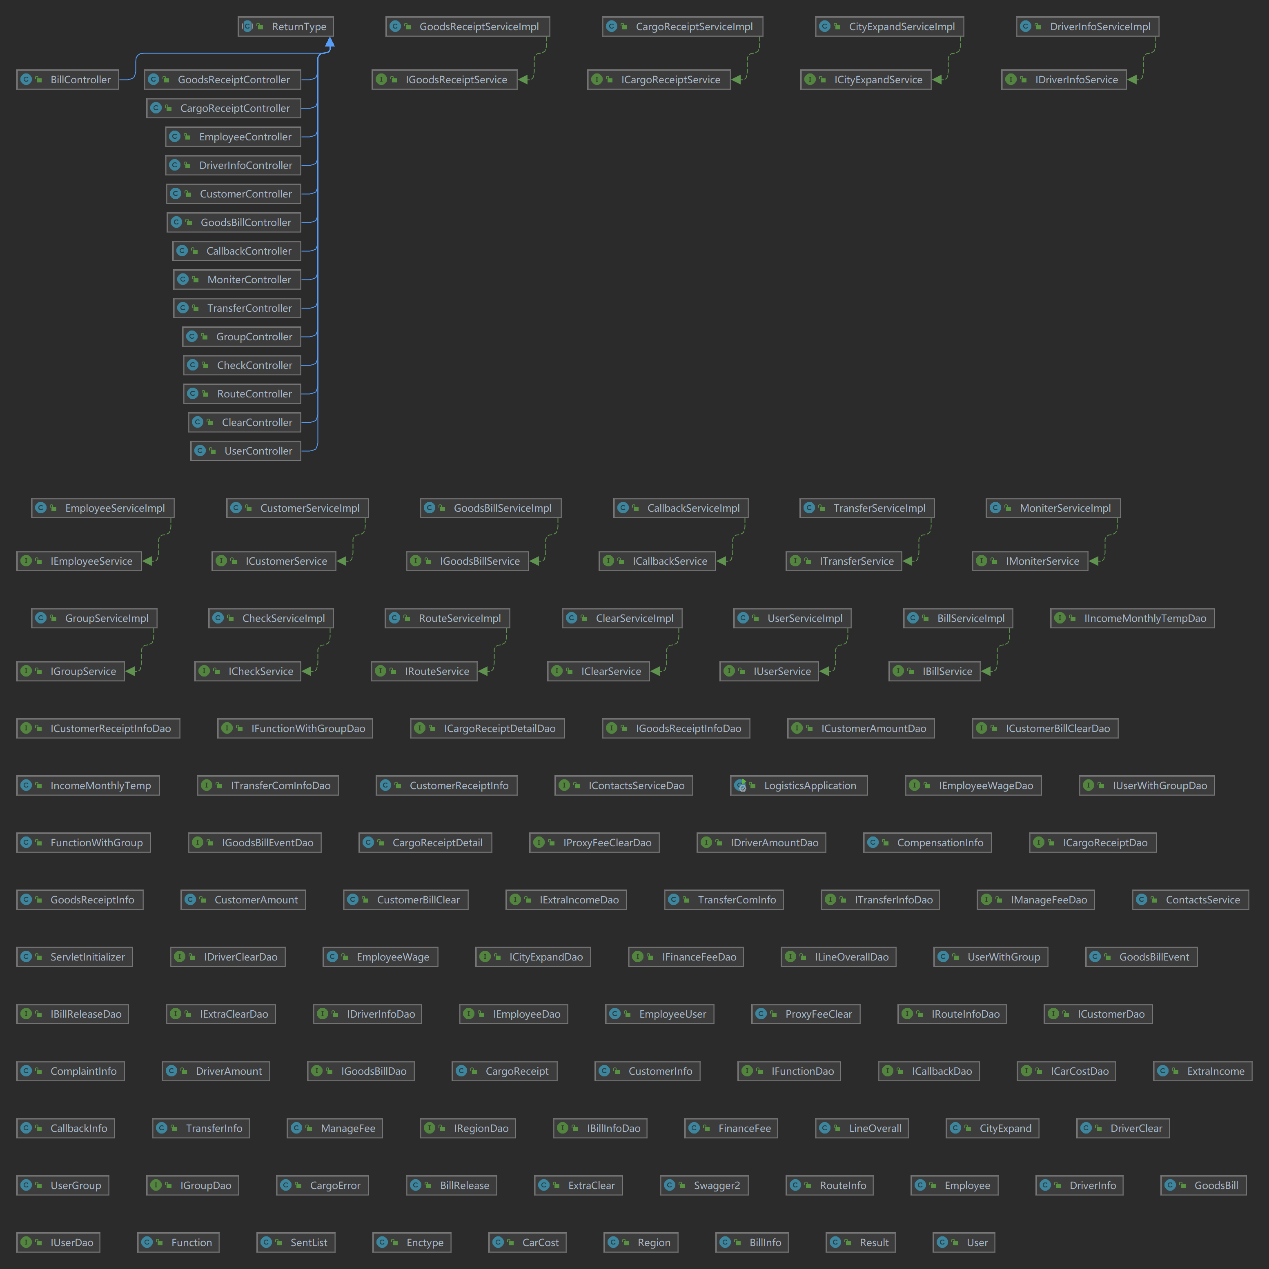 ReturnType GoodsReceiptServiceImpl CargoReceiptServiceImpl CityExpandServiceImpl DriverInfoServiceImpl
BillController GoodsReceiptController IGoodsReceiptService ICargoReceiptService ICityExpandService IDriverInfoService
CargoReceiptController
EmployeeController
DriverInfoController
CustomerController
GoodsBillController
CallbackController
MoniterController
TransferController
GroupController
CheckController
RouteController
ClearController
UserController
EmployeeServiceImpl CustomerServiceImpl GoodsBillServiceImpl CallbackServiceImpl TransferServiceImpl MoniterServiceImpl
IEmployeeService ICustomerService IGoodsBillService ICallbackService ITransferService IMoniterService
GroupServiceImpl CheckServiceImpl RouteServiceImpl ClearServiceImpl UserServiceImpl BillServiceImpl IIncomeMonthlyTempDao
IGroupService ICheckService IRouteService IClearService IUserService IBillService
ICustomerReceiptInfoDao IFunctionWithGroupDao ICargoReceiptDetailDao IGoodsReceiptInfoDao ICustomerAmountDao ICustomerBillClearDao
IncomeMonthlyTemp ITransferComInfoDao CustomerReceiptInfo IContactsServiceDao LogisticsApplication IEmployeeWageDao IUserWithGroupDao
FunctionWithGroup IGoodsBillEventDao CargoReceiptDetail IProxyFeeClearDao IDriverAmountDao CompensationInfo ICargoReceiptDao
GoodsReceiptInfo CustomerAmount CustomerBillClear IExtraIncomeDao TransferComInfo ITransferInfoDao IManageFeeDao ContactsService
ServletInitializer IDriverClearDao EmployeeWage ICityExpandDao IFinanceFeeDao ILineOverallDao UserWithGroup GoodsBillEvent
IBillReleaseDao IExtraClearDao IDriverInfoDao IEmployeeDao EmployeeUser ProxyFeeClear IRouteInfoDao ICustomerDao
ComplaintInfo DriverAmount IGoodsBillDao CargoReceipt CustomerInfo IFunctionDao ICallbackDao ICarCostDao ExtraIncome
CallbackInfo TransferInfo ManageFee IRegionDao IBillInfoDao FinanceFee LineOverall CityExpand DriverClear
UserGroup IGroupDao CargoError BillRelease ExtraClear Swagger2 RouteInfo Employee DriverInfo GoodsBill
IUserDao Function SentList Enctype CarCost Region BillInfo Result User